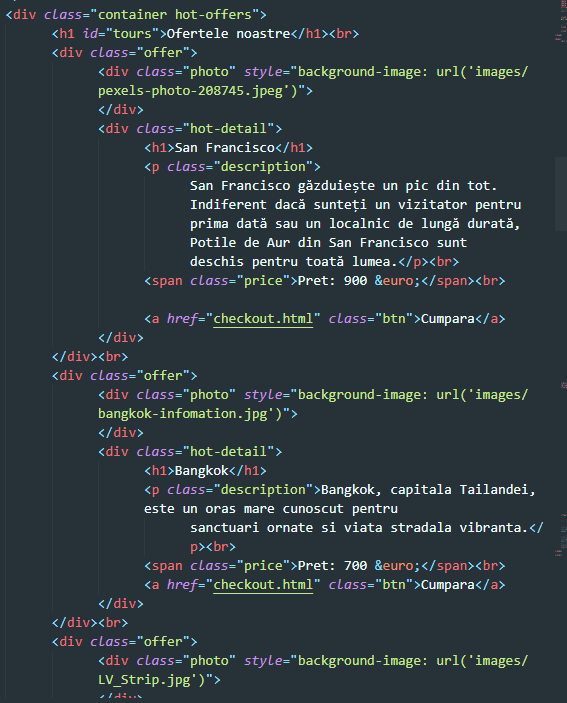 <div class="container hot-offers">
<h1 id="tours">Ofertele noastre</h1><br>
<div class="offer">
<div class="photo" style="background-image: url('images/
pexels-photo-208745.jpeg')">
</div>
<div class="hot-detail">
<h1>San Francisco</h1>
<p class="description">
San Francisco găzduiește un pic din tot.
Indiferent dacă sunteți un vizitator pentru
prima dată sau un localnic de lungă durată,
Potile de Aur din San Francisco sunt
deschis pentru toată lumea.</p><br>
<span class="price">Pret: 900 &euro;</span><br>
<a href="checkout.html" class="btn">Cumpara</a>
</div>
</div><br>
<div class="offer">
<div class="photo" style="background-image: url('images/
bangkok-infomation.jpg')">
</div>
<div class="hot-detail">
<h1>Bangkok</h1>
<p class="description">Bangkok, capitala Tailandei,
este un oras mare cunoscut pentru
sanctuari ornate si viata stradala vibranta.</
p><br>
<span class="price">Pret: 700 &euro;</span><br>
<a href="checkout.html" class="btn">Cumpara</a>
</div>
</div><br>
<div class="offer">
<div class="photo" style="background-image: url('images/
LV_Strip.jpg')">
</div>